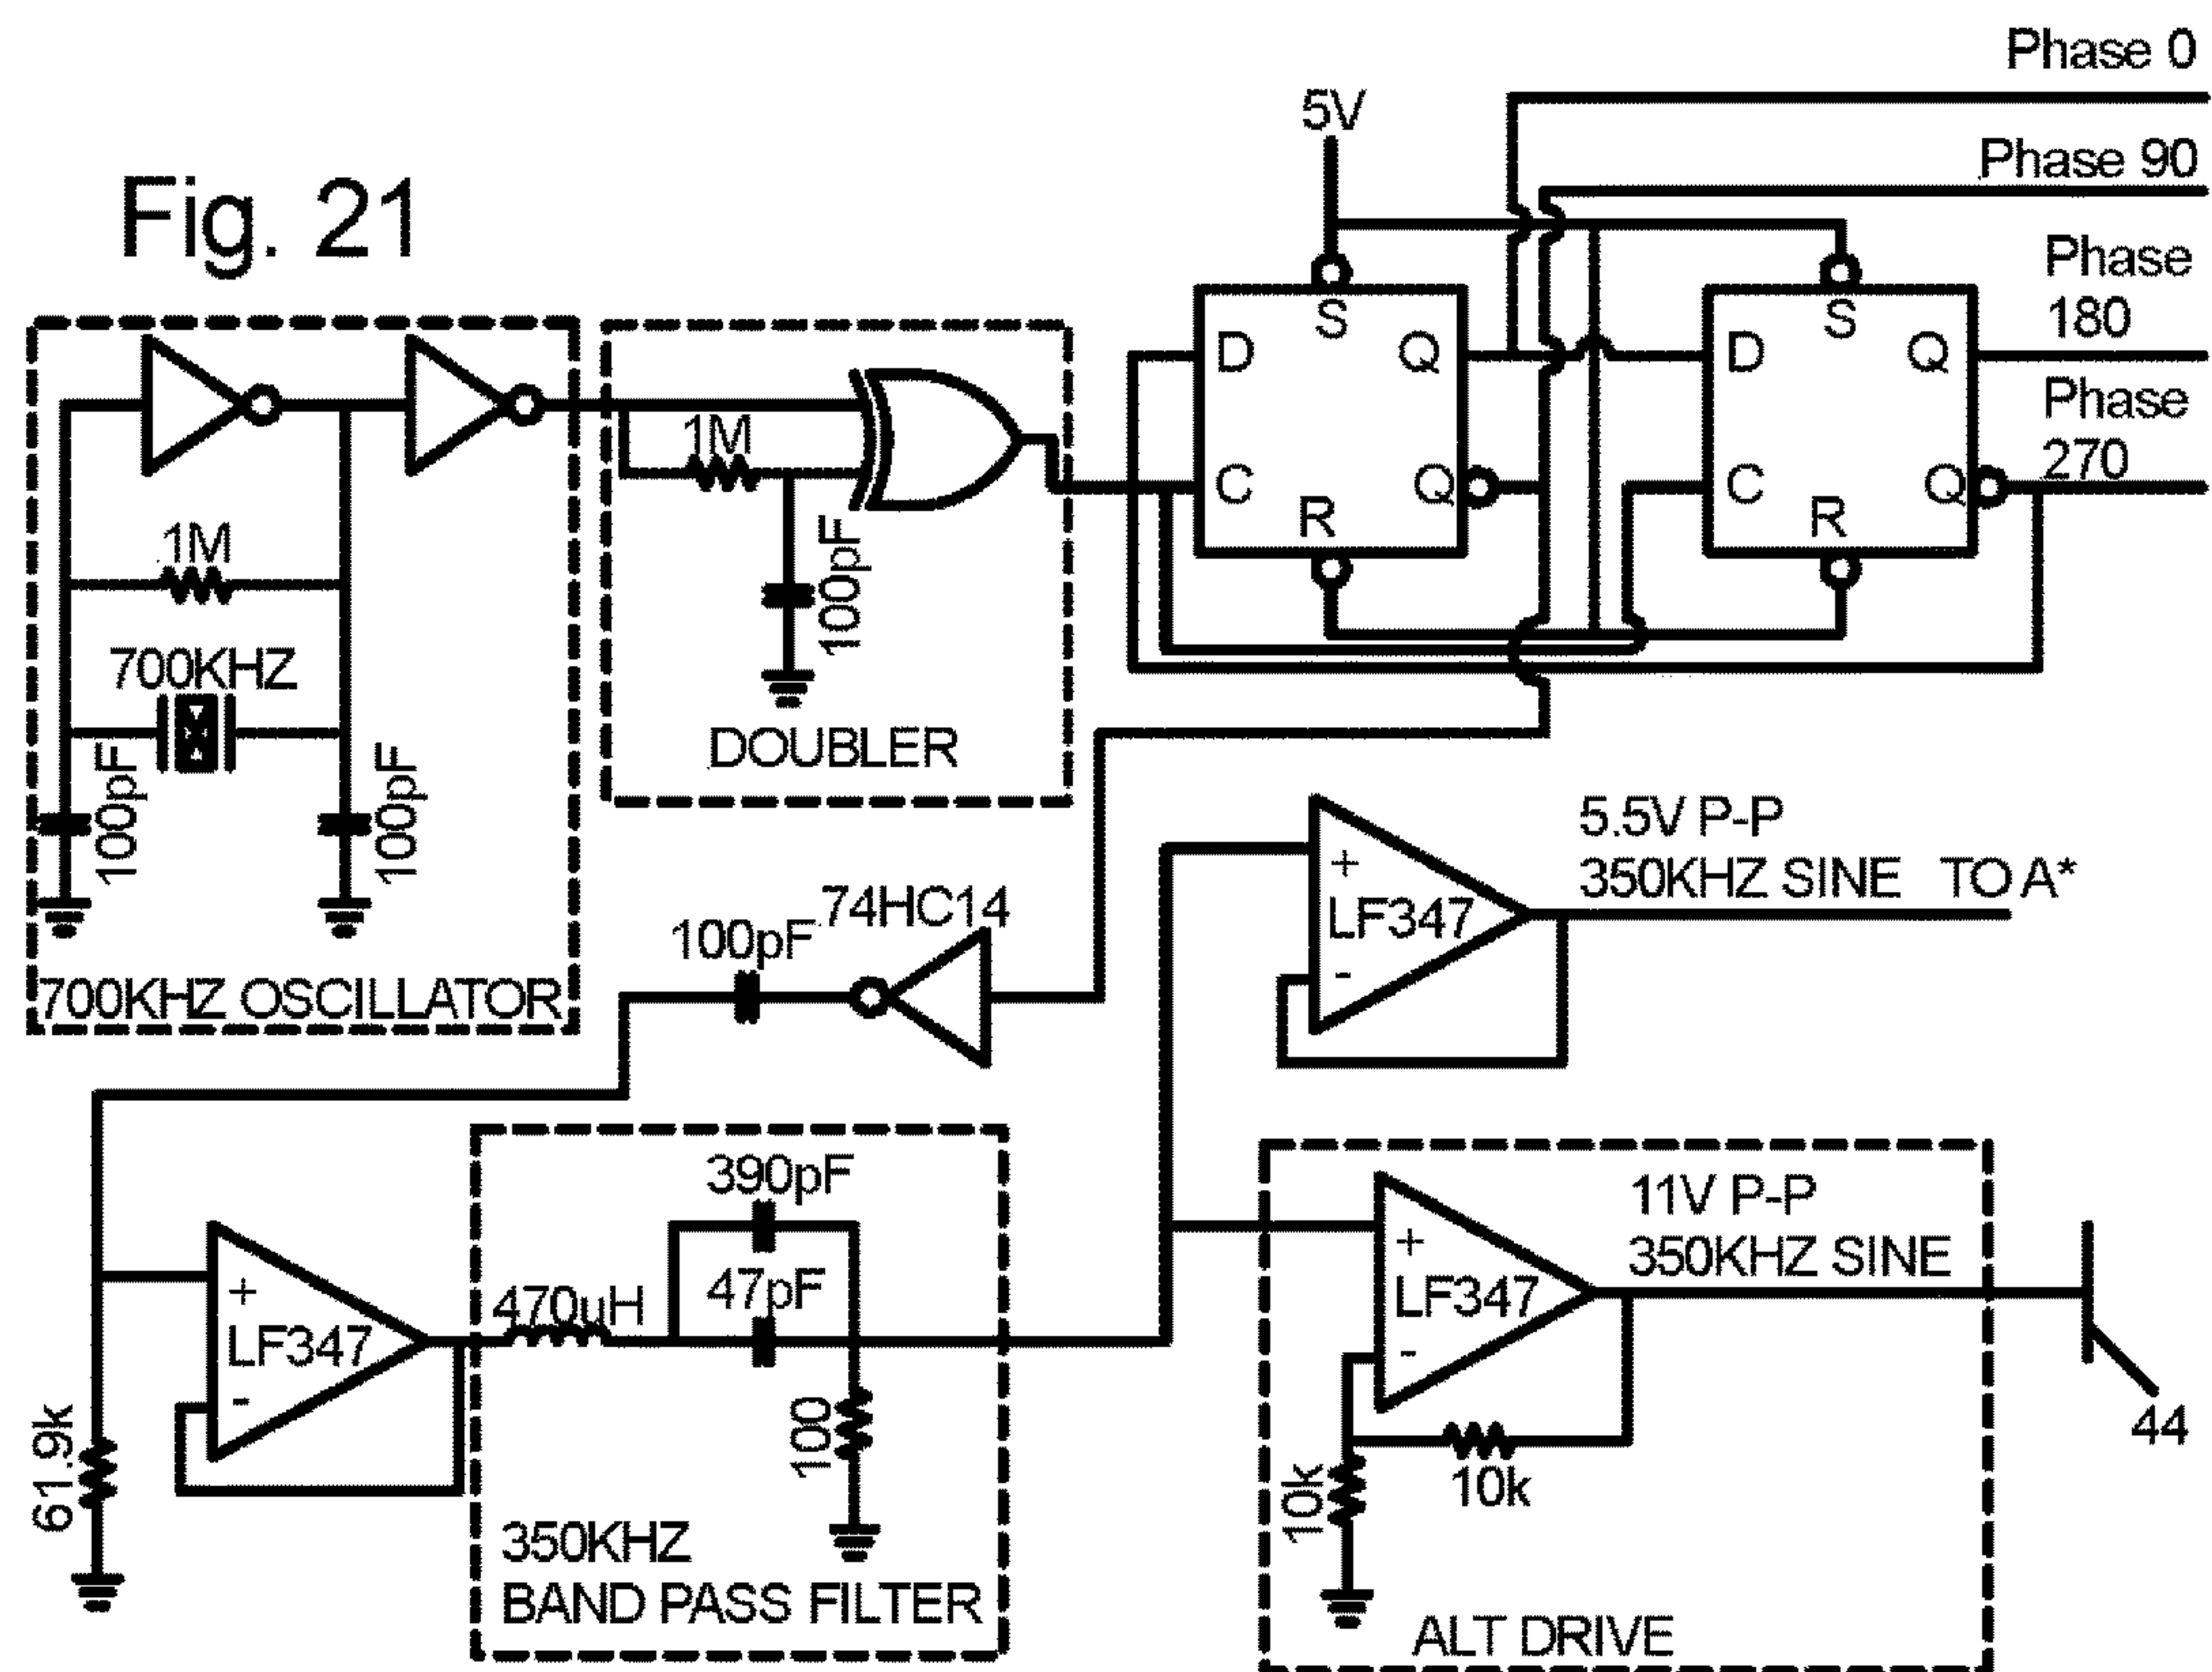 Fig. 21
Phase 0
Phase 90
Phase
180
Phase
270
5V
S
D
Q
C
Q
R
S
D
Q
C
Q
R
1M
700KHZ
100pF
100pF
700KHZ OSCILLATOR
1M
100pF
DOUBLER
74HC14
100pF
+
LF347
-
5.5V P-P
350KHZ SINE TO A*
61.9k
+
LF347
-
470µH
390pF
47pF
100
350KHZ
BAND PASS FILTER
+
LF347
-
11V P-P
350KHZ SINE
10k
10k
ALT DRIVE
44